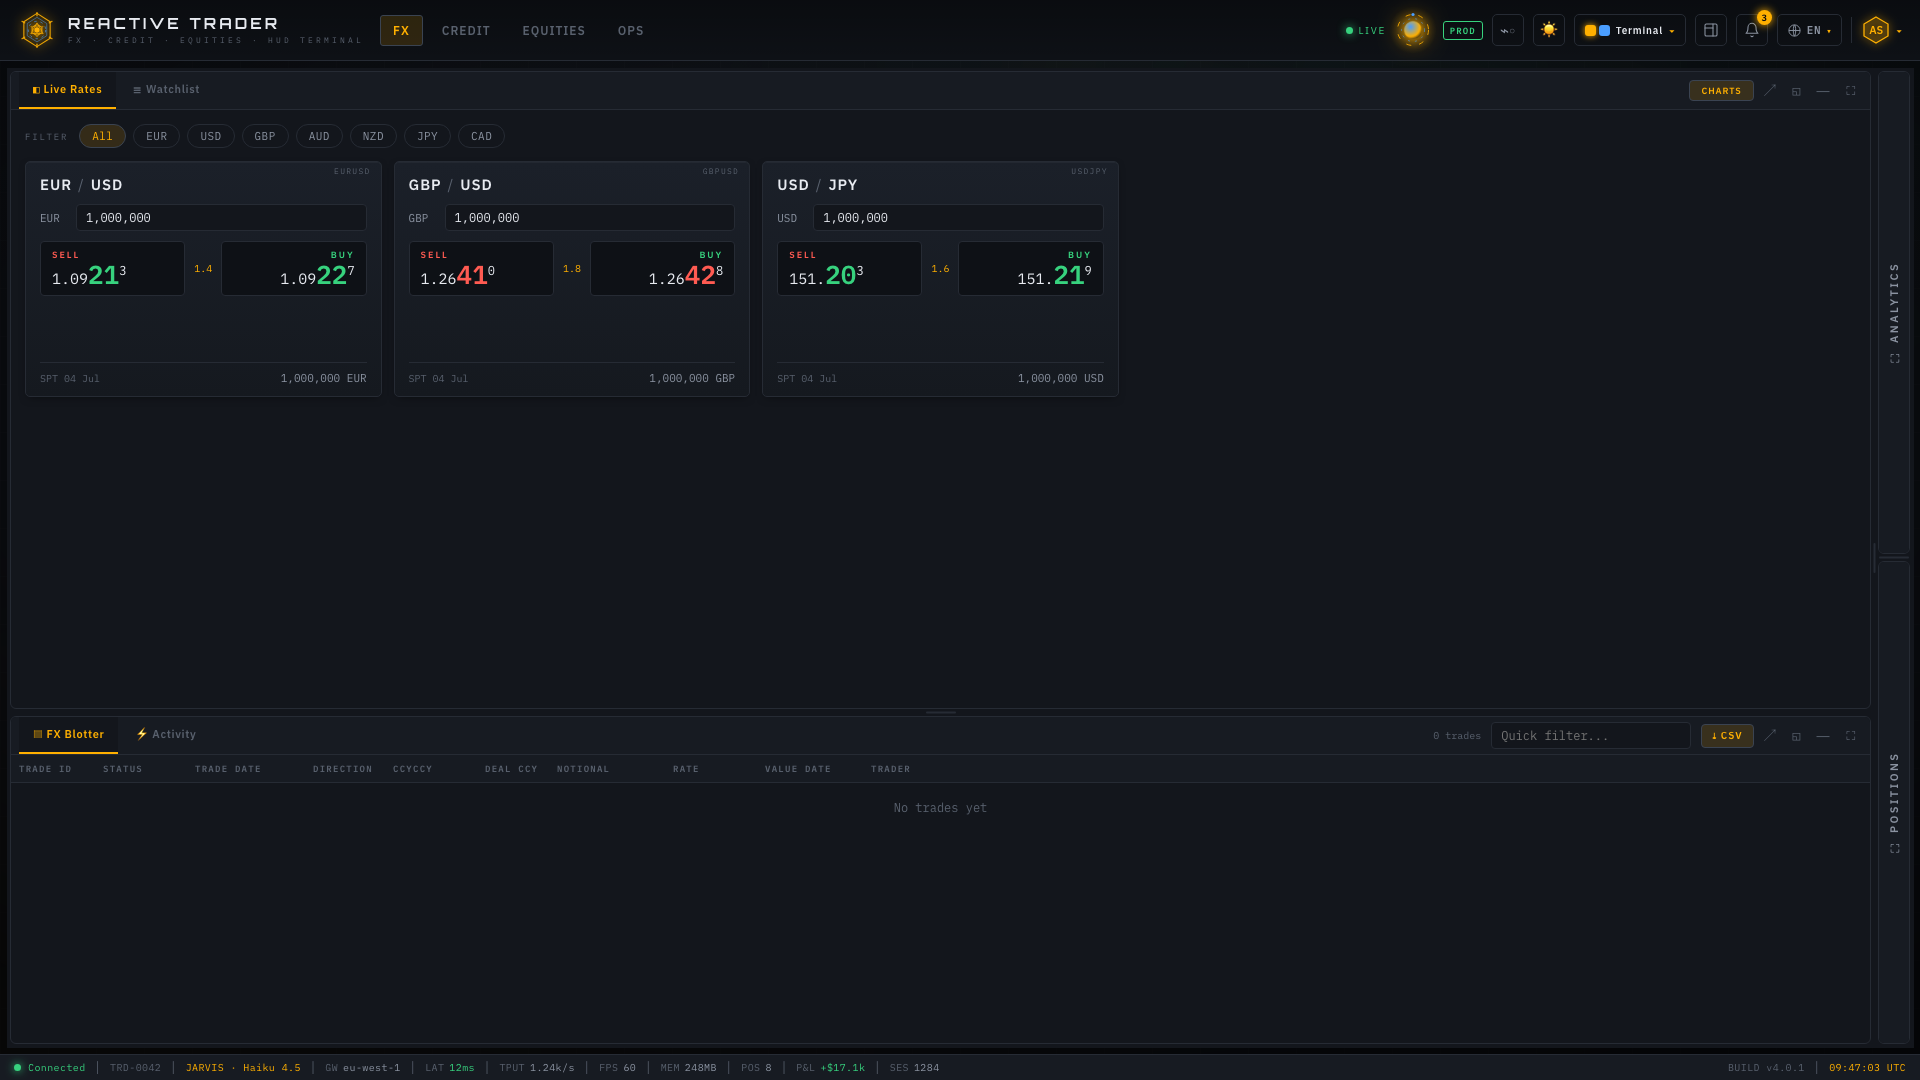 REACTIVE TRADER
FX · CREDIT · EQUITIES · HUD TERMINAL
FX CREDIT EQUITIES OPS
LIVE PROD Terminal 3 EN AS
Live Rates Watchlist CHARTS
FILTER All EUR USD GBP AUD NZD JPY CAD
EURUSD
EUR / USD
EUR 1,000,000
SELL BUY
1.09213 1.4 1.09227
SPT 04 Jul 1,000,000 EUR
GBPUSD
GBP / USD
GBP 1,000,000
SELL BUY
1.26410 1.8 1.26428
SPT 04 Jul 1,000,000 GBP
USDJPY
USD / JPY
USD 1,000,000
SELL BUY
151.203 1.6 151.219
SPT 04 Jul 1,000,000 USD
ANALYTICS
POSITIONS
FX Blotter Activity 0 trades Quick filter... ↓ CSV
TRADE ID STATUS TRADE DATE DIRECTION CCYCCY DEAL CCY NOTIONAL RATE VALUE DATE TRADER
No trades yet
Connected TRD-0042 JARVIS · Haiku 4.5 GW eu-west-1 LAT 12ms TPUT 1.24k/s FPS 60 MEM 248MB POS 8 P&L +$17.1k SES 1284 BUILD v4.0.1 09:47:03 UTC